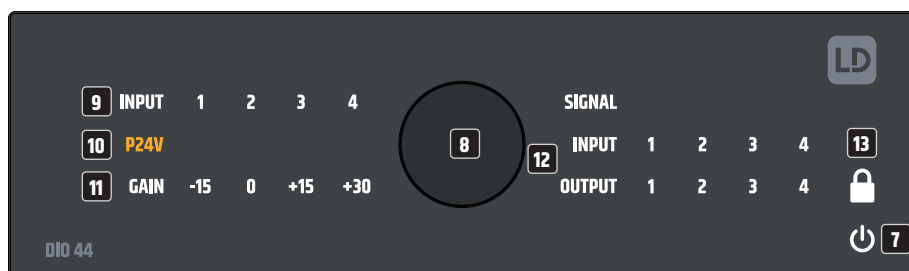 LD
9 INPUT 1 2 3 4
SIGNAL
10 P24V
8
12 INPUT 1 2 3 4 13
11 GAIN -15 0 +15 +30
OUTPUT 1 2 3 4
DIO 44
7